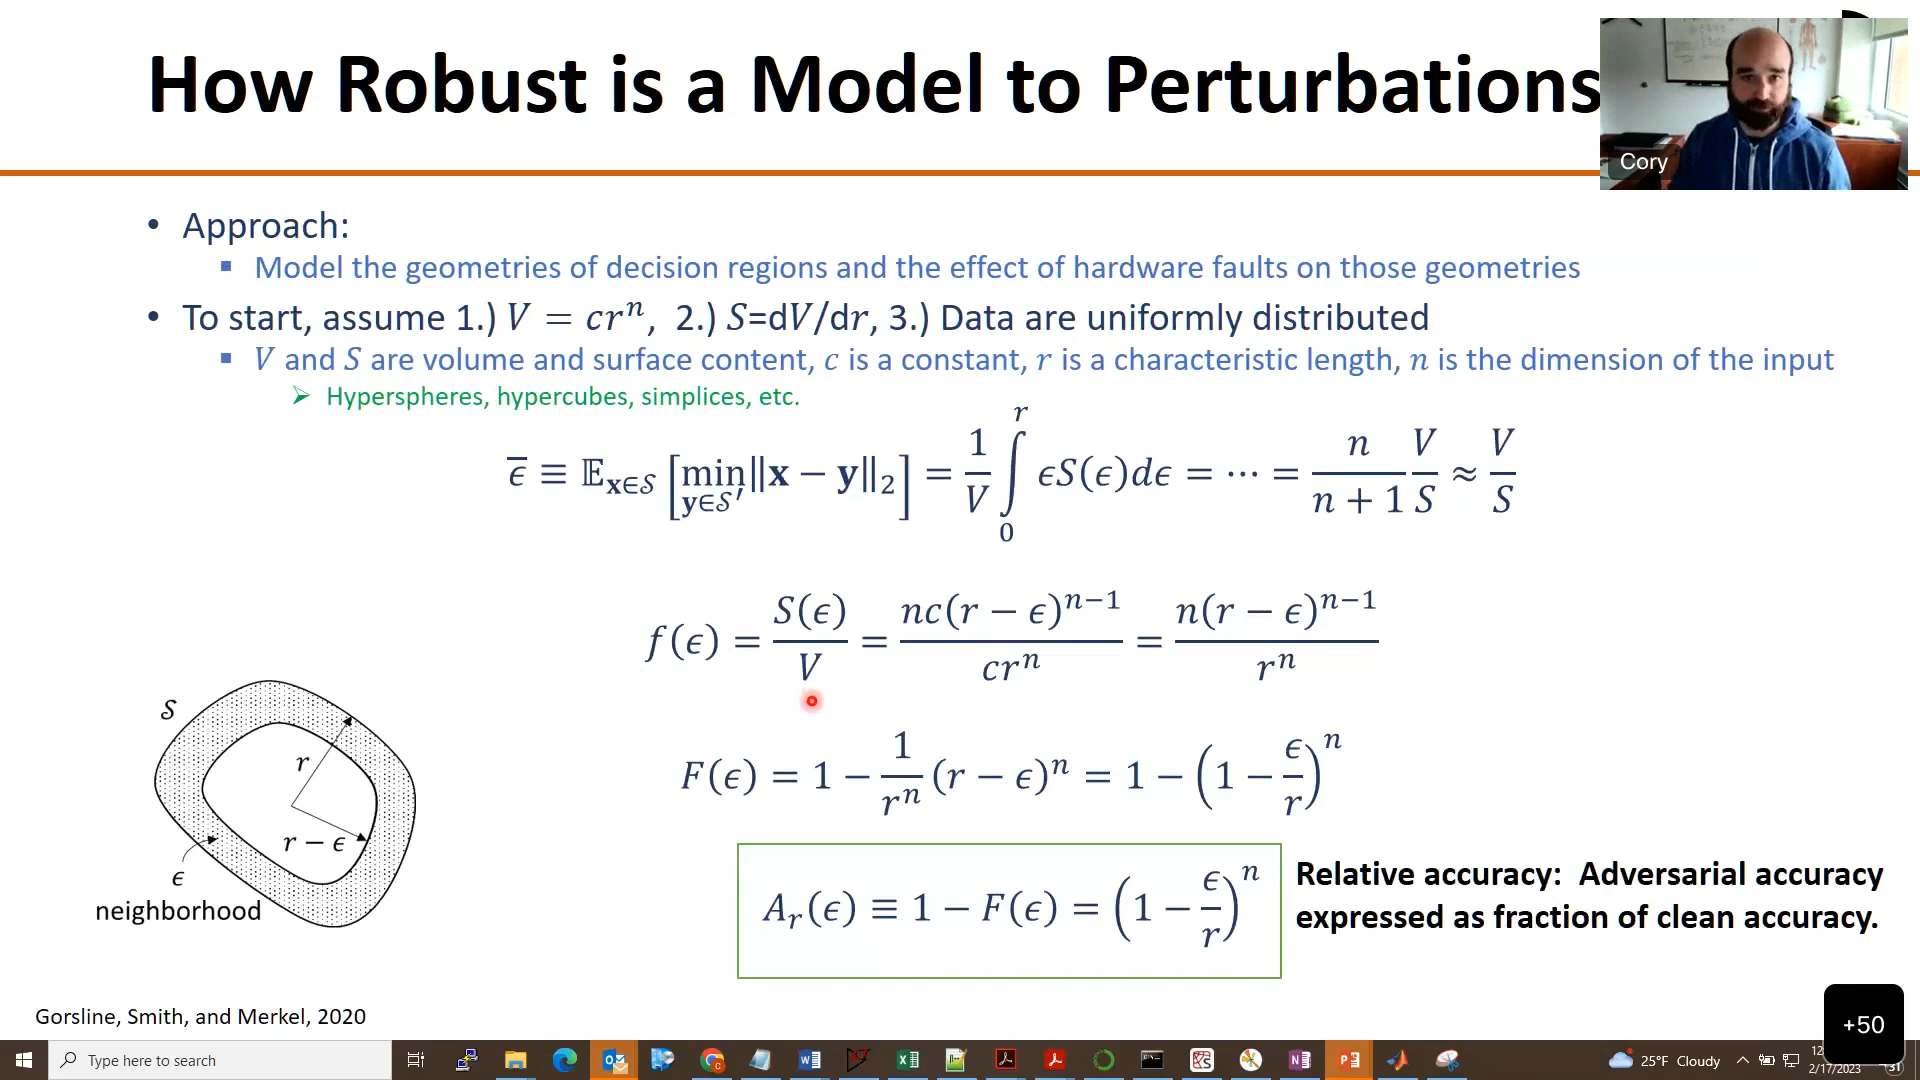 How Robust is a Model to Perturbations
Cory
• Approach:
▪ Model the geometries of decision regions and the effect of hardware faults on those geometries
• To start, assume 1.) V = crⁿ, 2.) S=dV/dr, 3.) Data are uniformly distributed
▪ V and S are volume and surface content, c is a constant, r is a characteristic length, n is the dimension of the input
➢ Hyperspheres, hypercubes, simplices, etc.
ϵ̅ ≡ 𝔼_{x∈𝒮} [min_{y∈𝒮′} ‖x − y‖₂] = 1/V ∫₀ʳ ϵS(ϵ)dϵ = ⋯ = n/(n + 1) V/S ≈ V/S
f(ϵ) = S(ϵ)/V = nc(r − ϵ)ⁿ⁻¹/crⁿ = n(r − ϵ)ⁿ⁻¹/rⁿ
F(ϵ) = 1 − 1/rⁿ (r − ϵ)ⁿ = 1 − (1 − ϵ/r)ⁿ
A_r(ϵ) ≡ 1 − F(ϵ) = (1 − ϵ/r)ⁿ
Relative accuracy: Adversarial accuracy
expressed as fraction of clean accuracy.
𝒮
r
r − ϵ
ϵ
neighborhood
Gorsline, Smith, and Merkel, 2020
+50
Type here to search
25°F Cloudy
2/17/2023